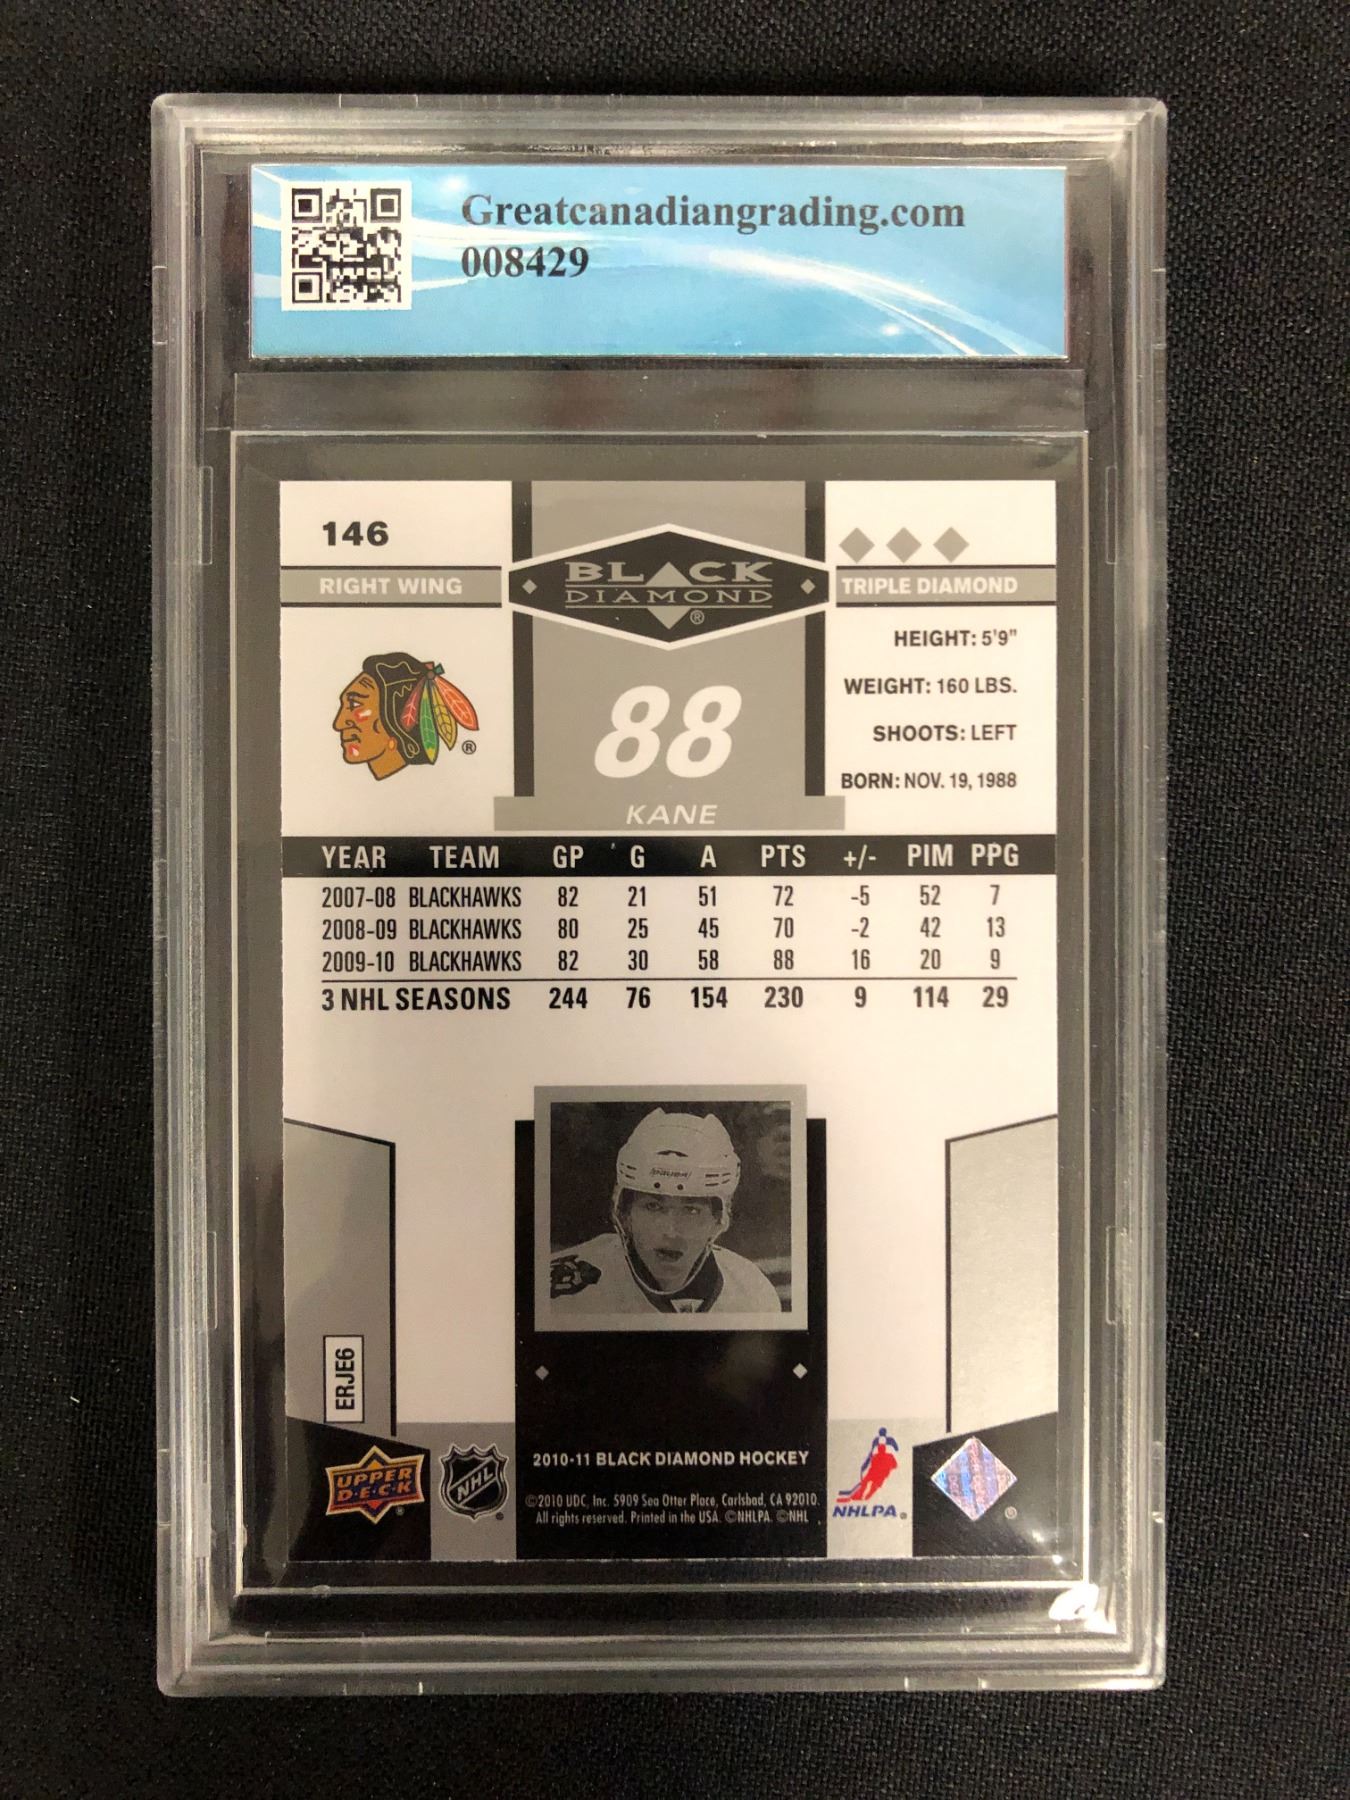 Greatcanadiangrading.com
008429
146
RIGHT WING
BLACK
DIAMOND
®
TRIPLE DIAMOND
HEIGHT: 5'9"
WEIGHT: 160 LBS.
SHOOTS: LEFT
BORN: NOV. 19, 1988
®
88
KANE
YEAR TEAM GP G A PTS +/- PIM PPG
2007-08 BLACKHAWKS 82 21 51 72 -5 52 7
2008-09 BLACKHAWKS 80 25 45 70 -2 42 13
2009-10 BLACKHAWKS 82 30 58 88 16 20 9
3 NHL SEASONS 244 76 154 230 9 114 29
BAUER
ERJE6
UPPER
D·E·C·K
®
NHL
®
2010-11 BLACK DIAMOND HOCKEY
©2010 UDC, Inc. 5909 Sea Otter Place, Carlsbad, CA 92010.
All rights reserved. Printed in the USA. ©NHLPA. ©NHL
NHLPA®
®